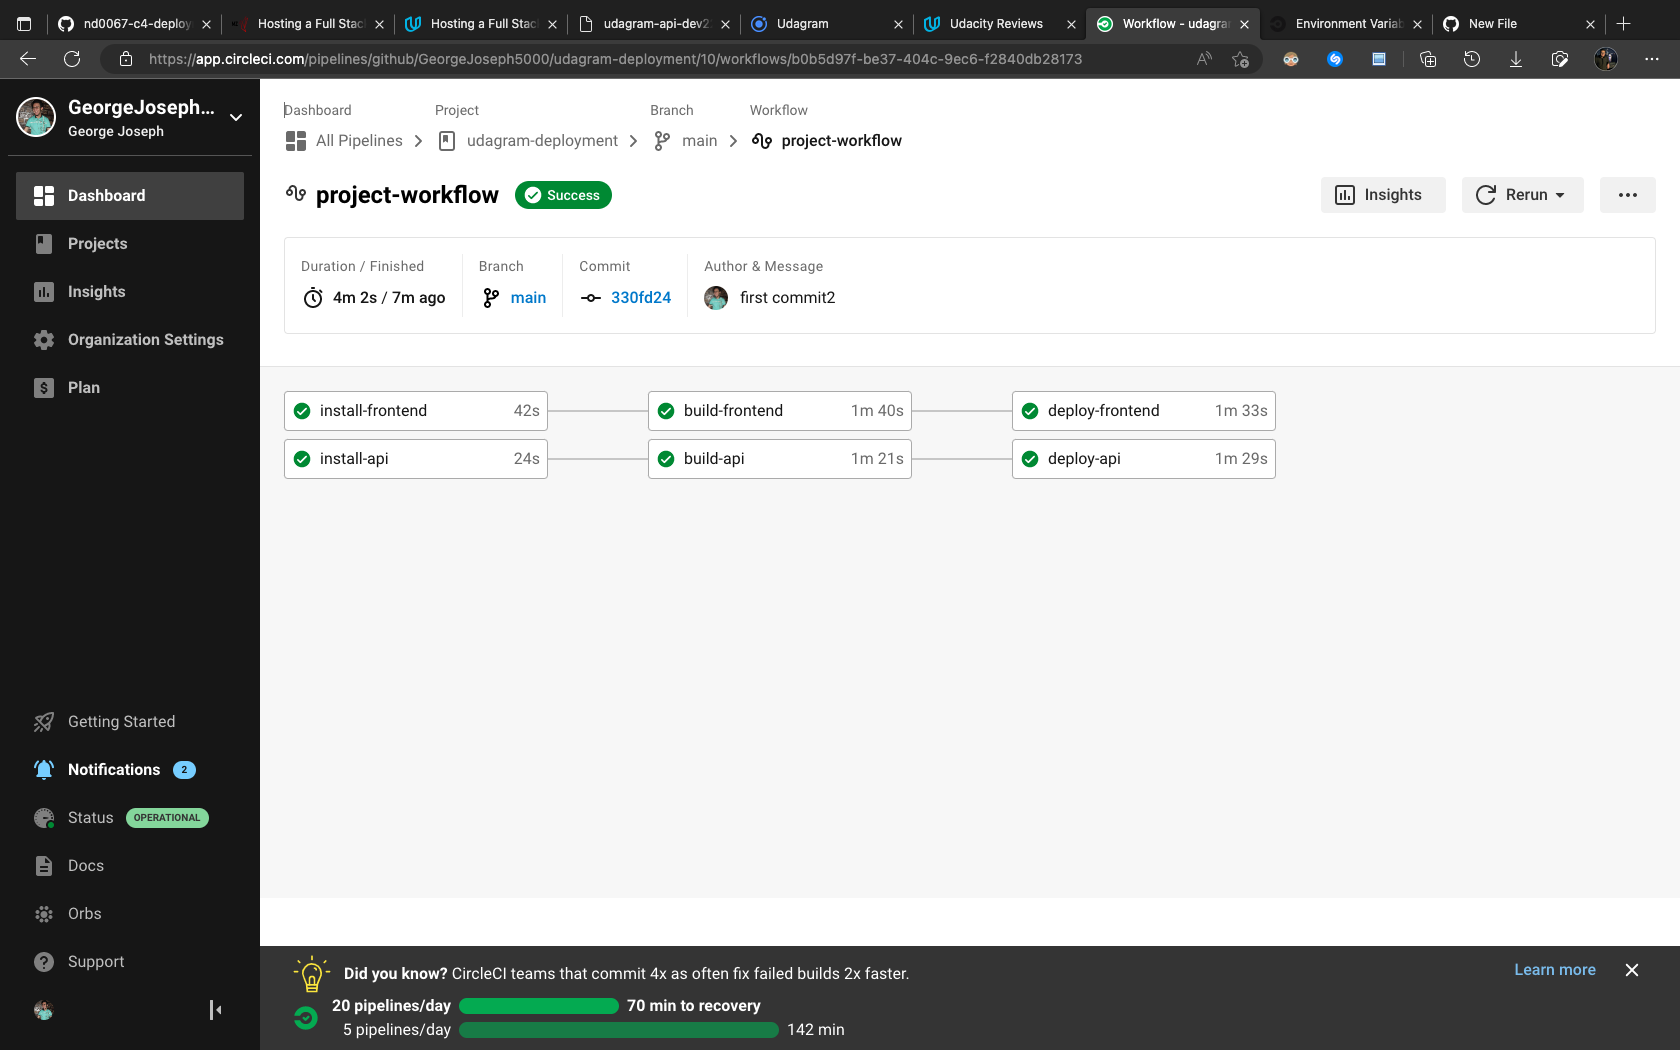 nd0067-c4-deploy
Hosting a Full Stac
Hosting a Full Stac
udagram-api-dev2
Udagram
Udacity Reviews
Workflow - udagra
Environment Variab
New File
https://app.circleci.com/pipelines/github/GeorgeJoseph5000/udagram-deployment/10/workflows/b0b5d97f-be37-404c-9ec6-f2840db28173
GeorgeJoseph...
George Joseph
Dashboard
Projects
Insights
Organization Settings
Plan
Getting Started
Notifications 2
Status OPERATIONAL
Docs
Orbs
Support
Dashboard Project Branch Workflow
All Pipelines udagram-deployment main project-workflow
project-workflow Success
Insights Rerun
Duration / Finished Branch Commit Author & Message
4m 2s / 7m ago main 330fd24 first commit2
install-frontend 42s build-frontend 1m 40s deploy-frontend 1m 33s
install-api 24s build-api 1m 21s deploy-api 1m 29s
Did you know? CircleCI teams that commit 4x as often fix failed builds 2x faster. Learn more
20 pipelines/day 70 min to recovery
5 pipelines/day 142 min